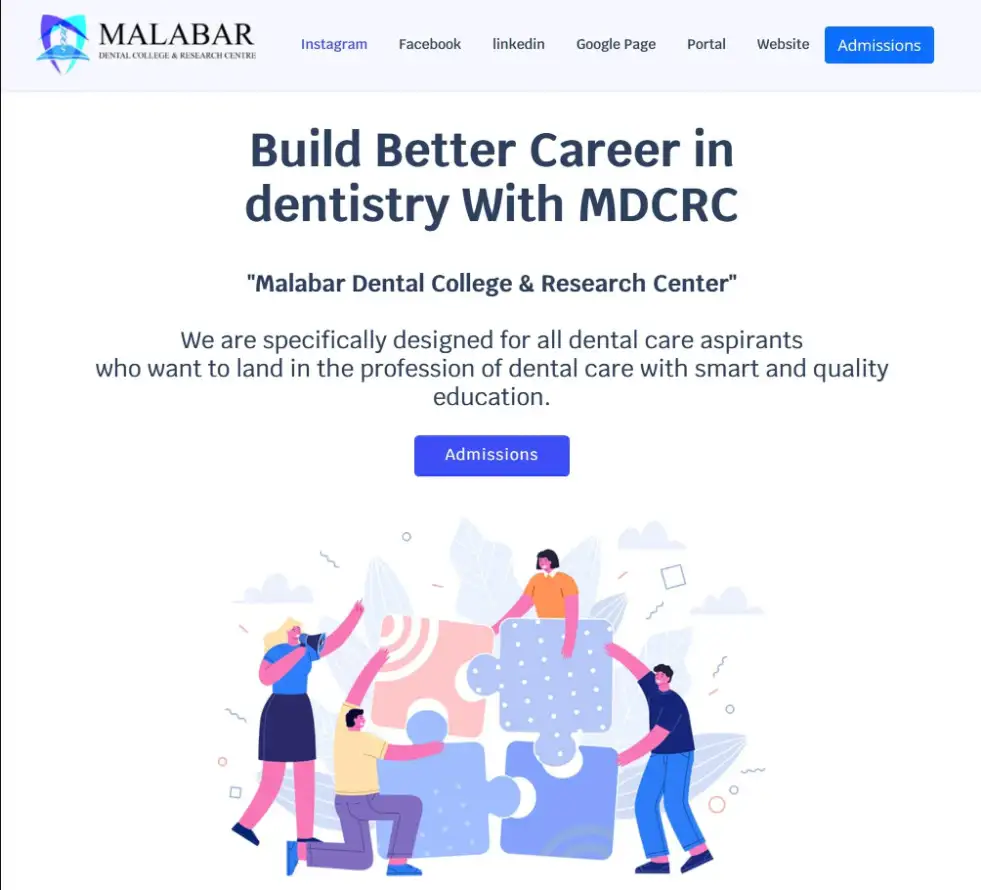 MALABAR
DENTAL COLLEGE & RESEARCH CENTRE
Instagram
Facebook
linkedin
Google Page
Portal
Website
Admissions
Build Better Career in
dentistry With MDCRC
"Malabar Dental College & Research Center"
We are specifically designed for all dental care aspirants
who want to land in the profession of dental care with smart and quality
education.
Admissions